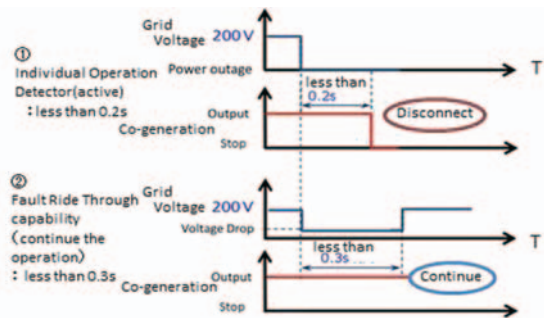 ①
Individual Operation
Detector(active)
：less than 0.2s
Grid
Voltage 200V
Power outage
T
less than
0.2s
Output
Co-generation
Stop
Disconnect
②
Fault Ride Through
capability
(continue the
operation)
：less than 0.3s
Grid
Voltage 200V
Voltage Drop
T
less than
0.3s
Output
Co-generation
Stop
Continue